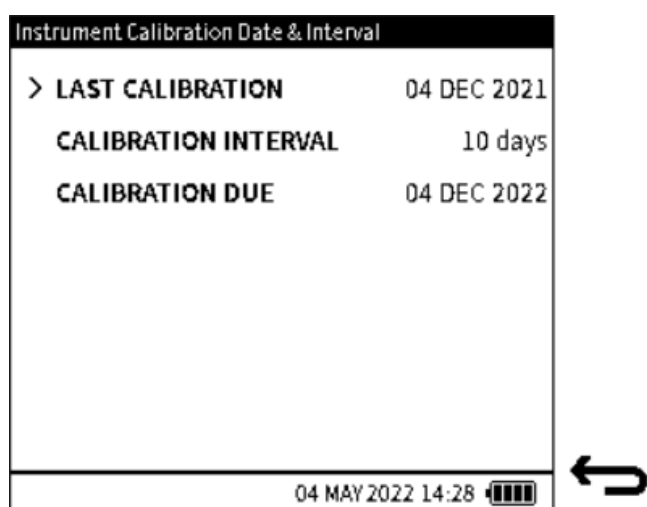 Instrument Calibration Date & Interval
> LAST CALIBRATION 04 DEC 2021
CALIBRATION INTERVAL 10 days
CALIBRATION DUE 04 DEC 2022
04 MAY 2022 14:28